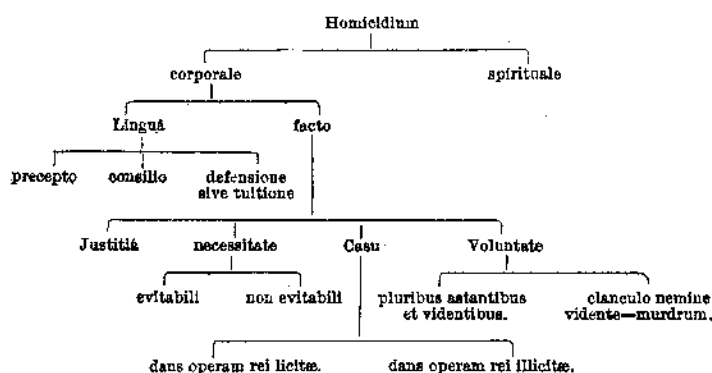 Homicidium
corporale spirituale
Linguâ facto
precepto consilio defensione
sive tuitione
Justitiâ necessitate Casu Voluntate
evitabili non evitabili pluribus astantibus clanculo nemine
et videntibus. vidente—murdrum.
dans operam rei licitæ. dans operam rei illicitæ.